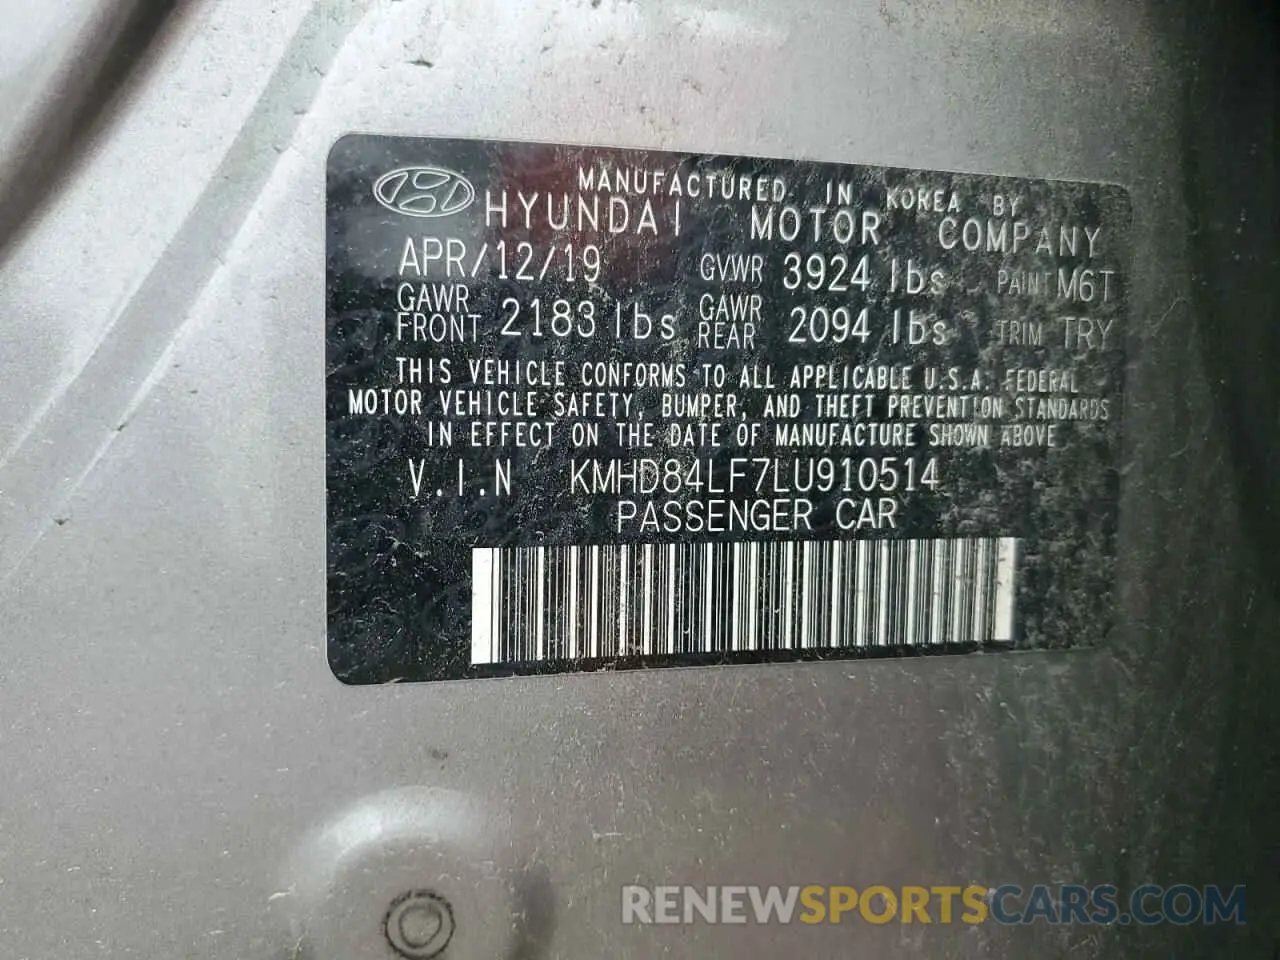 MANUFACTURED IN KOREA BY
HYUNDAI MOTOR COMPANY
APR/12/19 GVWR 3924 lbs PAINT M6T
GAWR FRONT 2183 lbs GAWR REAR 2094 lbs TRIM TRY
THIS VEHICLE CONFORMS TO ALL APPLICABLE U.S.A. FEDERAL
MOTOR VEHICLE SAFETY, BUMPER, AND THEFT PREVENTION STANDARDS
IN EFFECT ON THE DATE OF MANUFACTURE SHOWN ABOVE
V.I.N KMHD84LF7LU910514
PASSENGER CAR
RENEWSPORTSCARS.COM